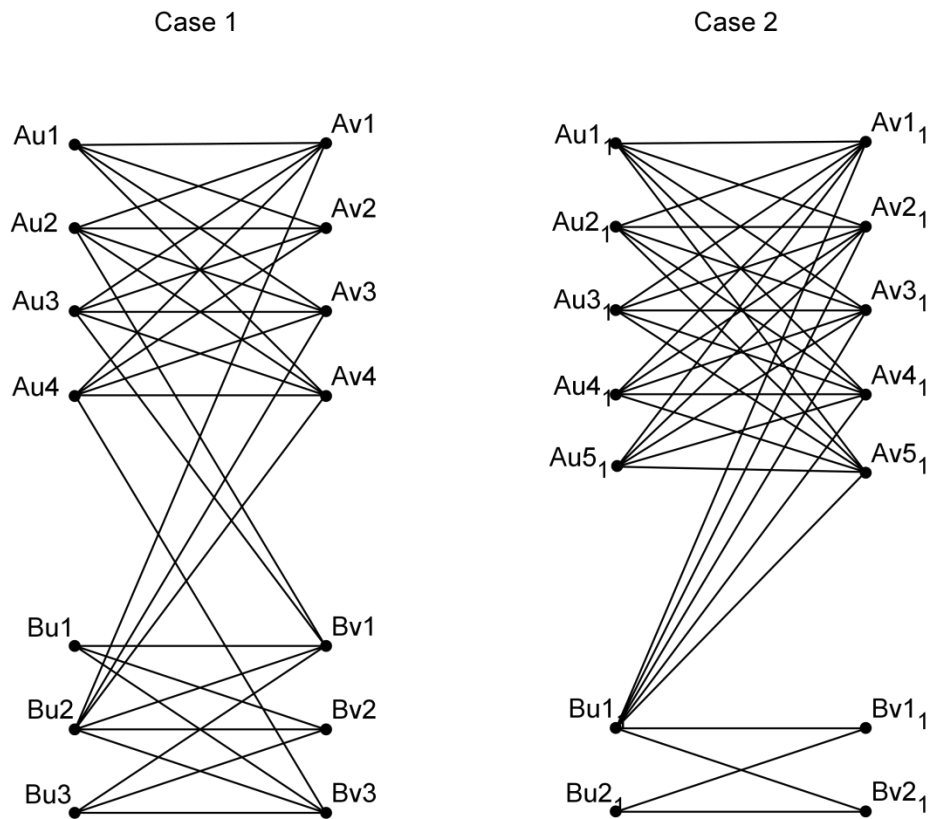 Case 1 Case 2
Au1 Av1 Au1₁ Av1₁
Au2 Av2 Au2₁ Av2₁
Au3 Av3 Au3₁ Av3₁
Au4 Av4 Au4₁ Av4₁
Au5₁ Av5₁
Bu1 Bv1
Bu2 Bv2 Bu1₁ Bv1₁
Bu3 Bv3 Bu2₁ Bv2₁